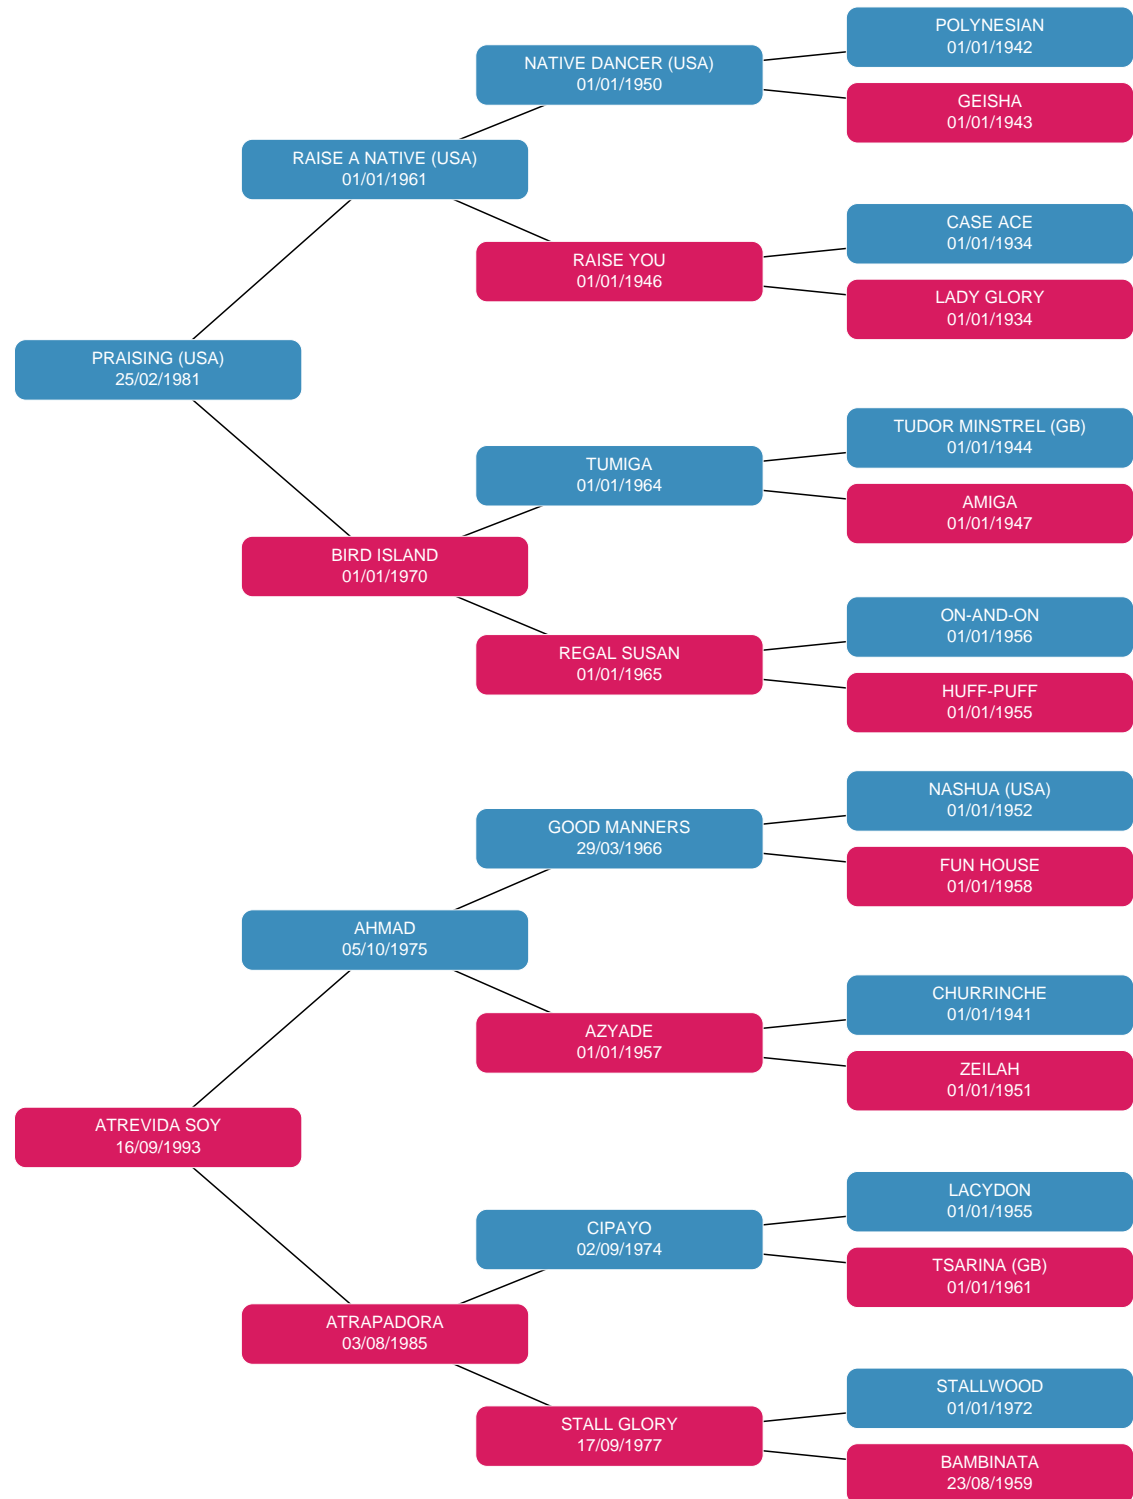 POLYNESIAN
01/01/1942
NATIVE DANCER (USA)
01/01/1950
GEISHA
01/01/1943
RAISE A NATIVE (USA)
01/01/1961
CASE ACE
01/01/1934
RAISE YOU
01/01/1946
LADY GLORY
01/01/1934
PRAISING (USA)
25/02/1981
TUDOR MINSTREL (GB)
01/01/1944
TUMIGA
01/01/1964
AMIGA
01/01/1947
BIRD ISLAND
01/01/1970
ON-AND-ON
01/01/1956
REGAL SUSAN
01/01/1965
HUFF-PUFF
01/01/1955
NASHUA (USA)
01/01/1952
GOOD MANNERS
29/03/1966
FUN HOUSE
01/01/1958
AHMAD
05/10/1975
CHURRINCHE
01/01/1941
AZYADE
01/01/1957
ZEILAH
01/01/1951
ATREVIDA SOY
16/09/1993
LACYDON
01/01/1955
CIPAYO
02/09/1974
TSARINA (GB)
01/01/1961
ATRAPADORA
03/08/1985
STALLWOOD
01/01/1972
STALL GLORY
17/09/1977
BAMBINATA
23/08/1959